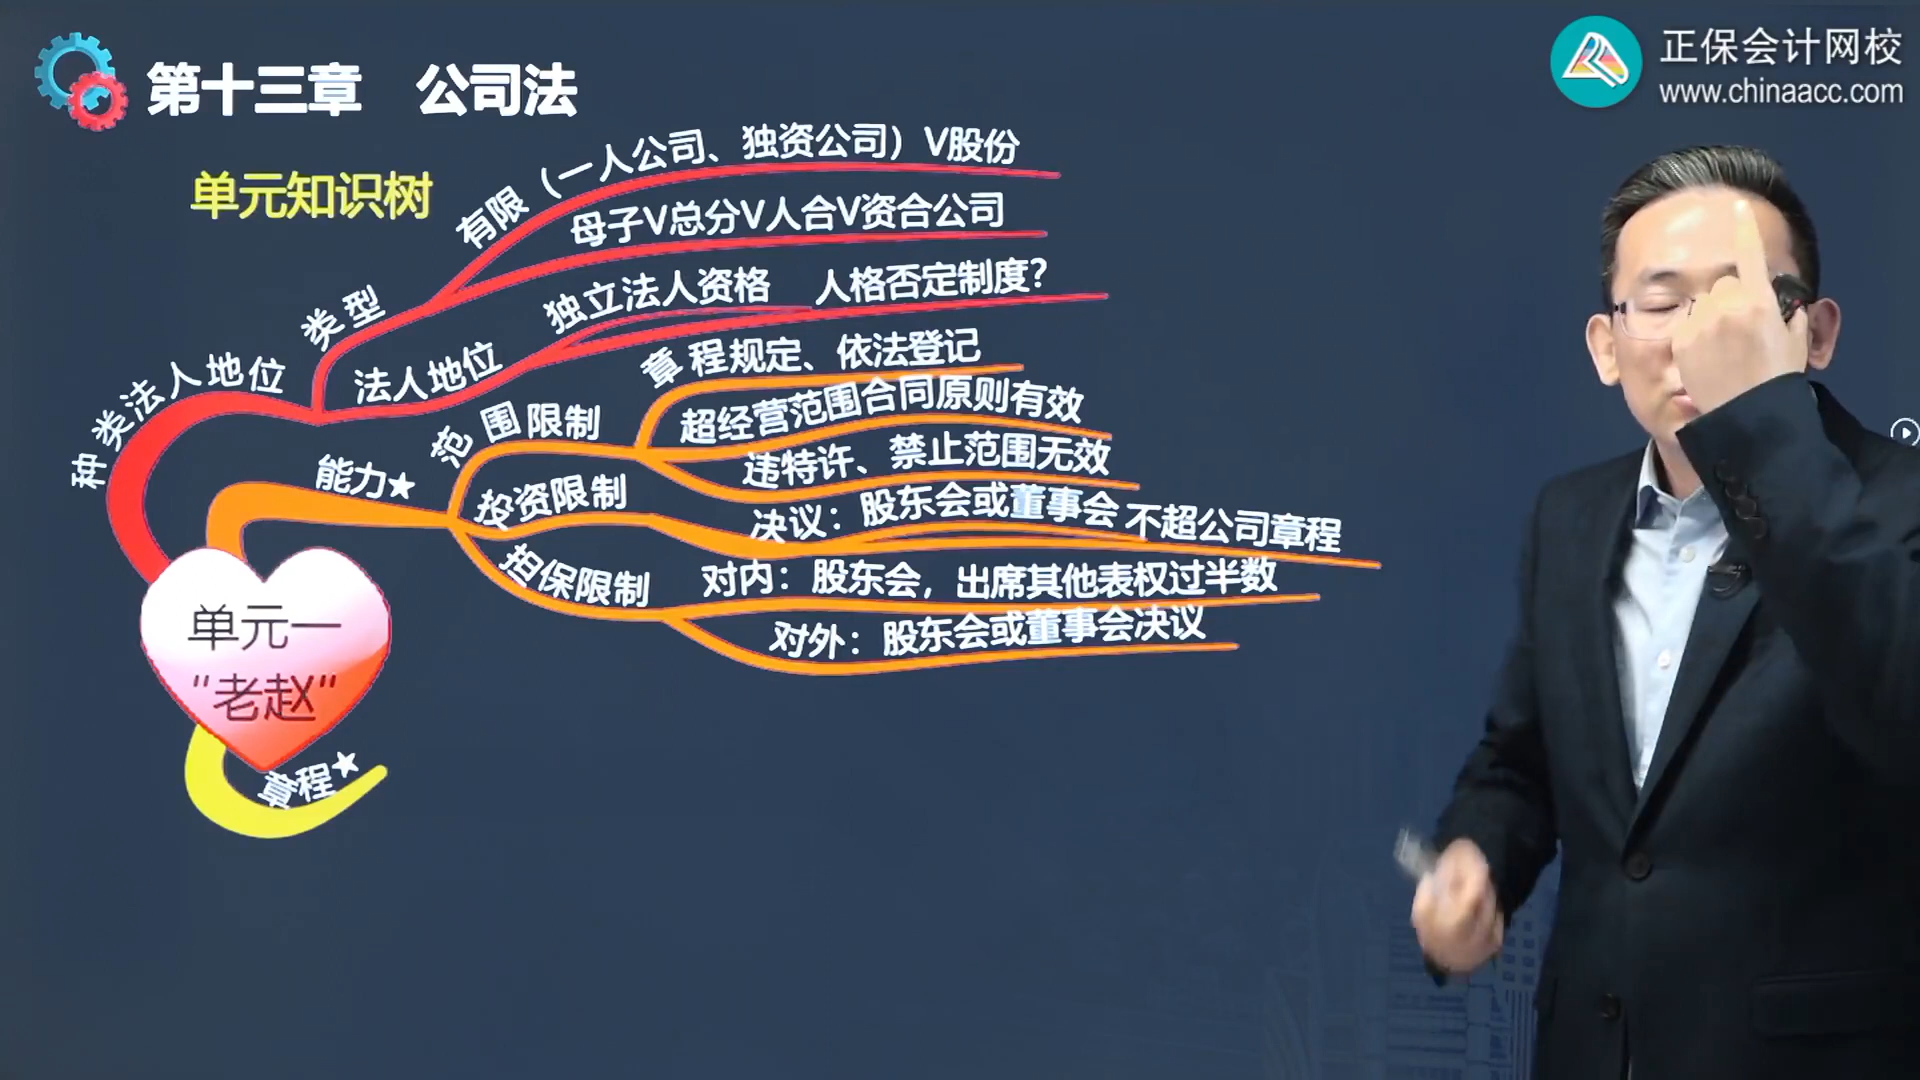 第十三章 公司法
正保会计网校
www.chinaacc.com
单元知识树
种类法人地位
类型
有限（一人公司、独资公司）V股份
母子V总分V人合V资合公司
法人地位
独立法人资格
人格否定制度？
能力★
范围限制
章程规定、依法登记
超经营范围合同原则有效
违特许、禁止范围无效
投资限制
决议：股东会或董事会
不超公司章程
担保限制
对内：股东会，出席其他表权过半数
对外：股东会或董事会决议
单元一
“老赵”
章程★